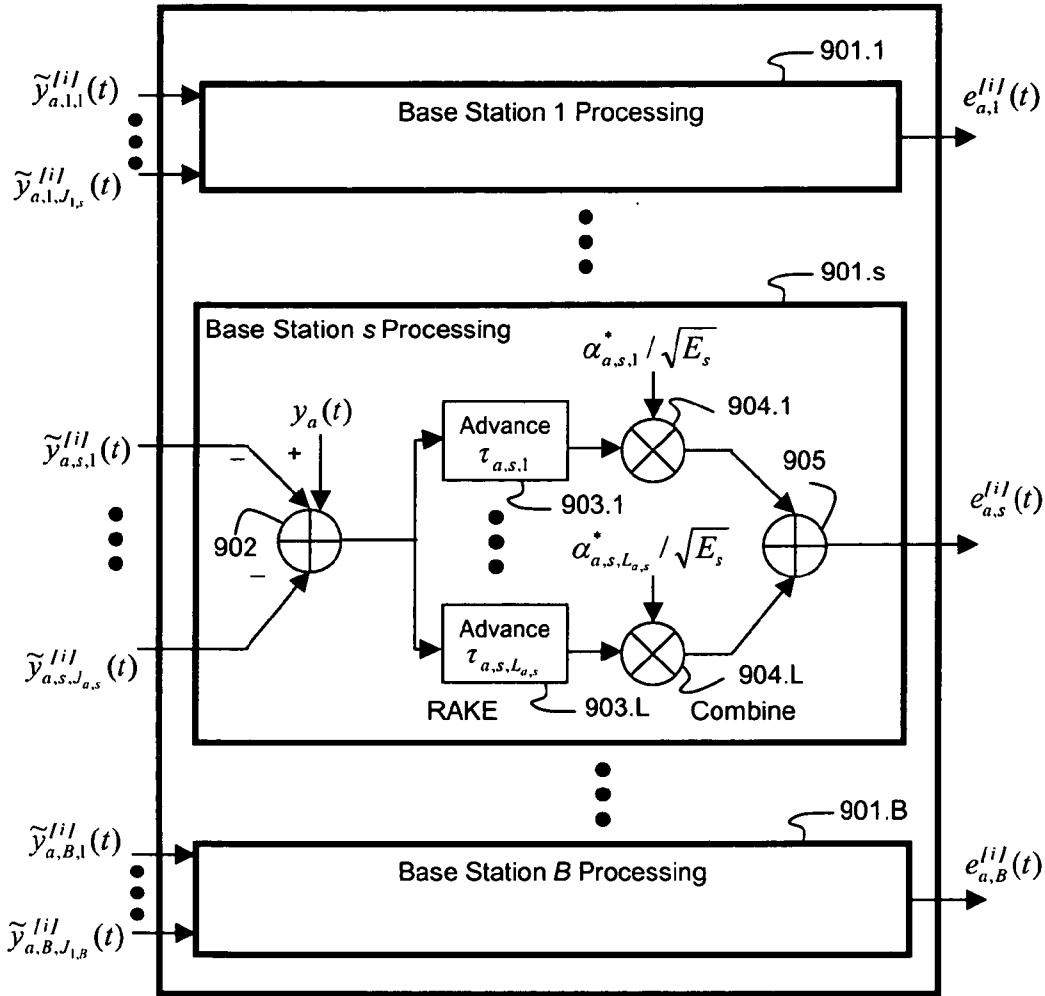 901.1
ỹ_{a,1,1}^{[i]}(t)
Base Station 1 Processing
e_{a,1}^{[i]}(t)
ỹ_{a,1,J_{1,s}}^{[i]}(t)
901.s
Base Station s Processing
α*_{a,s,1} / √E_s
904.1
y_a(t)
+
Advance
τ_{a,s,1}
ỹ_{a,s,1}^{[i]}(t)
–
905
903.1
e_{a,s}^{[i]}(t)
902
α*_{a,s,L_{a,s}} / √E_s
–
Advance
τ_{a,s,L_{a,s}}
ỹ_{a,s,J_{a,s}}^{[i]}(t)
904.L
RAKE
903.L
Combine
901.B
ỹ_{a,B,1}^{[i]}(t)
Base Station B Processing
e_{a,B}^{[i]}(t)
ỹ_{a,B,J_{1,B}}^{[i]}(t)